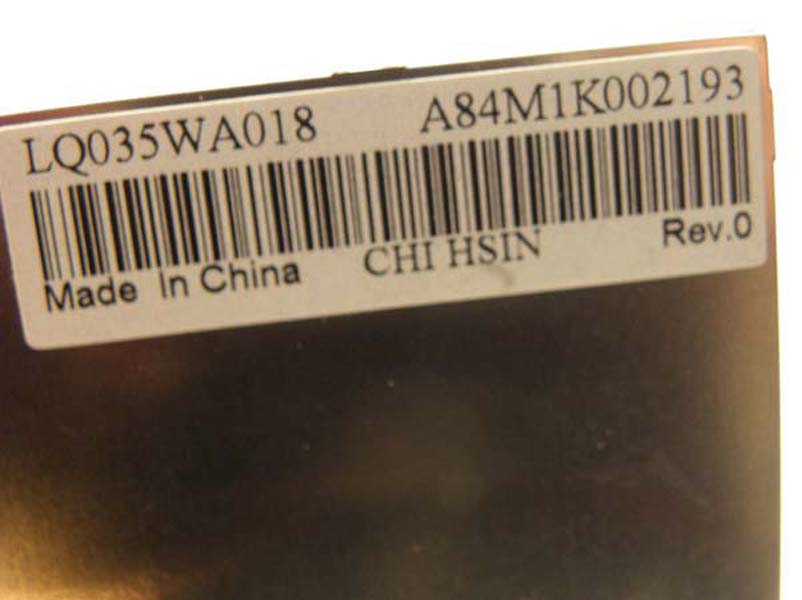 LQ035WA018 A84M1K002193
Made In China CHI HSIN Rev.0